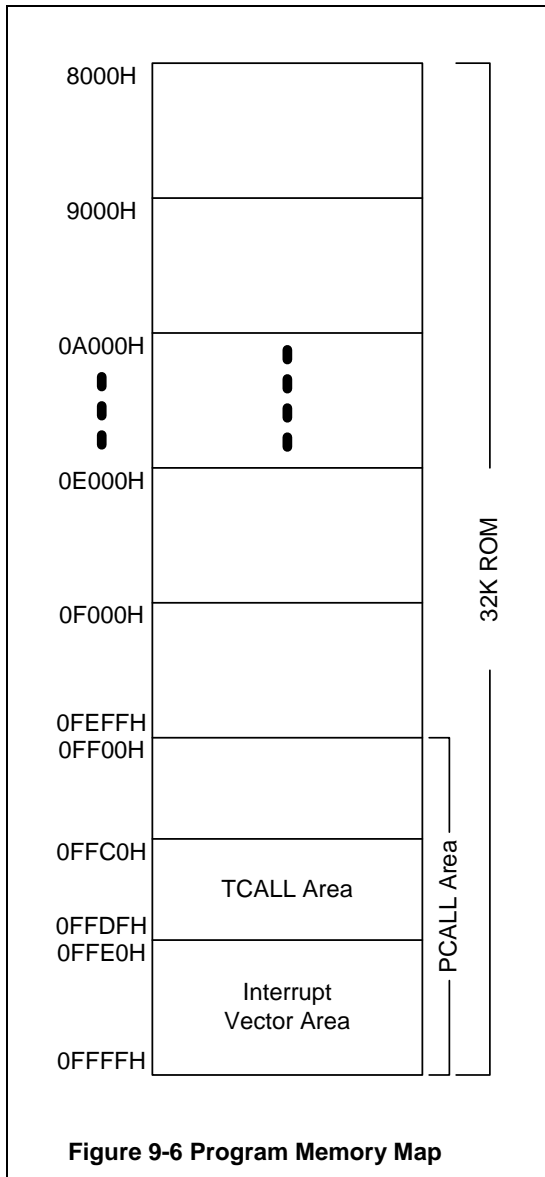 8000H
9000H
0A000H
0E000H
0F000H
0FEFFH
0FF00H
0FFC0H
TCALL Area
0FFDFH
0FFE0H
Interrupt
Vector Area
0FFFFH
PCALL Area
32K ROM
Figure 9-6 Program Memory Map